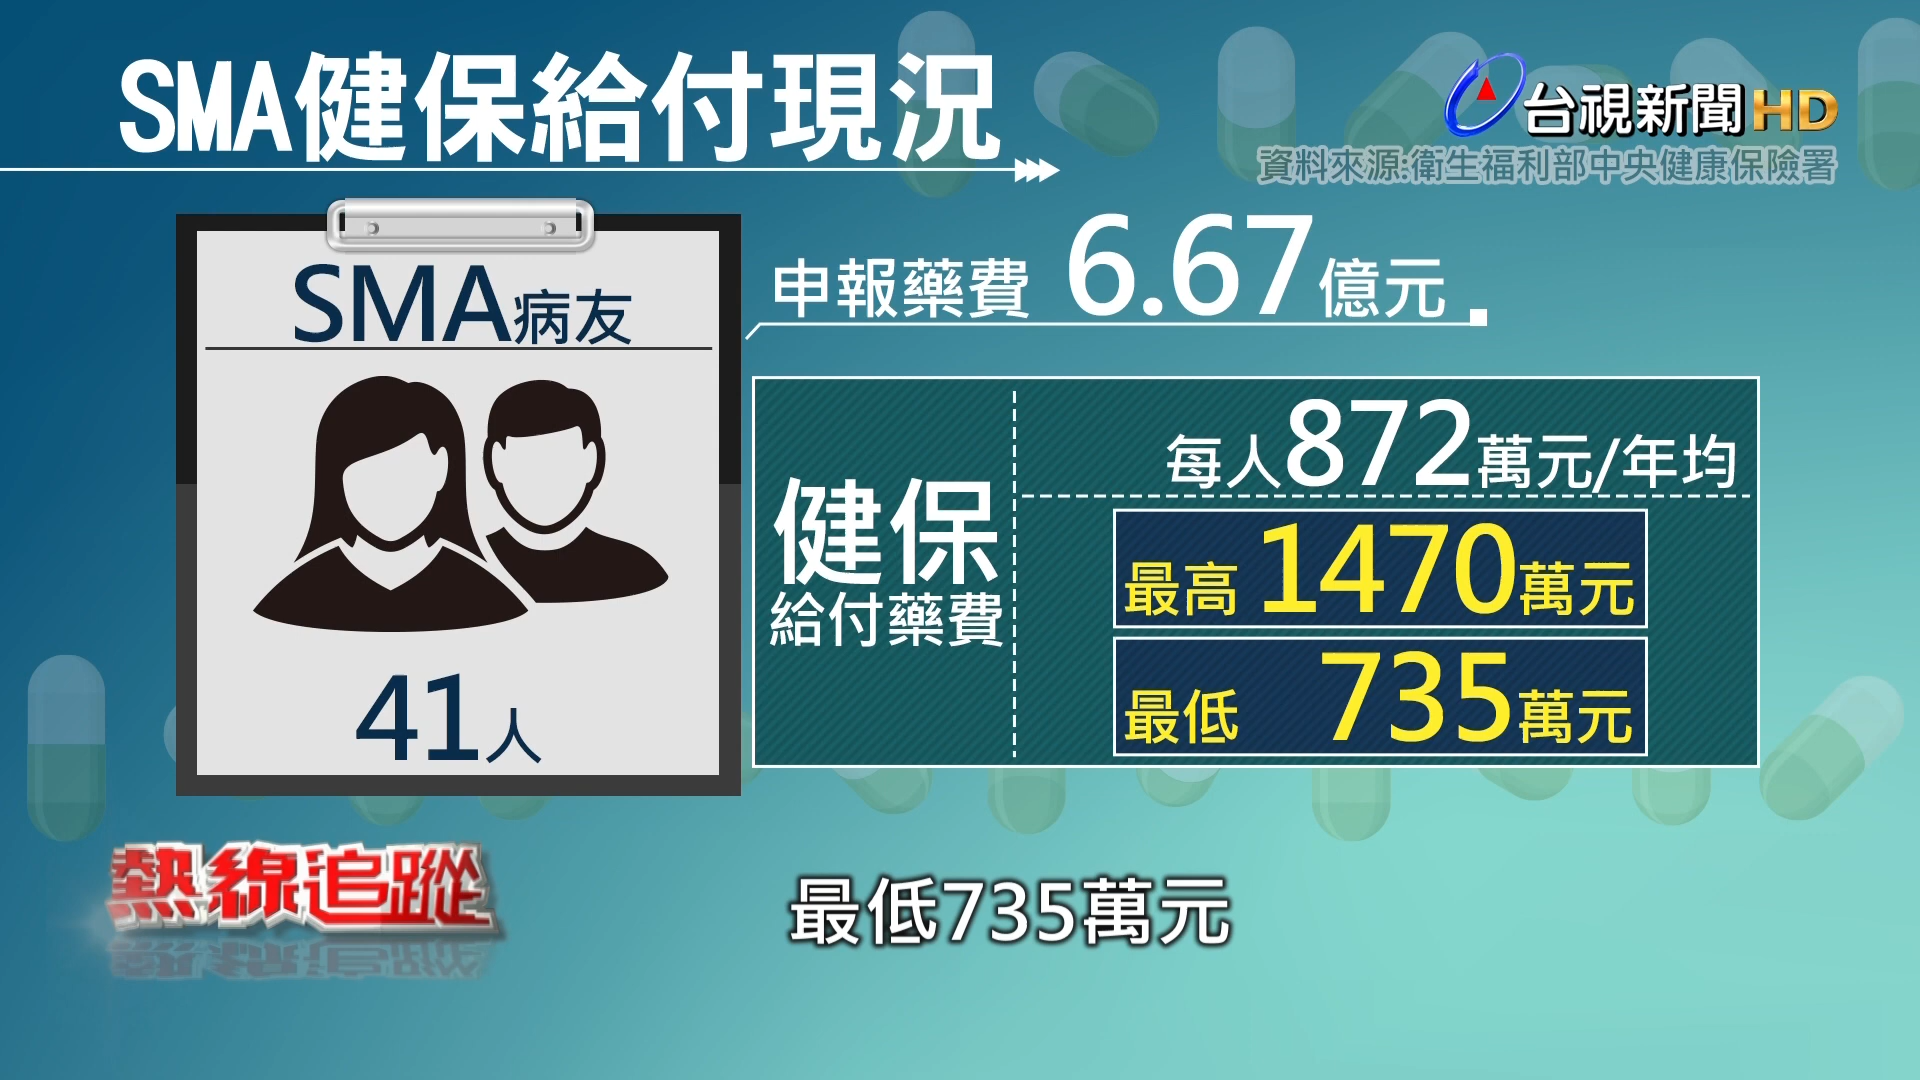 SMA健保給付現況
台視新聞HD
資料來源:衛生福利部中央健康保險署
SMA病友
41人
申報藥費 6.67億元
健保
給付藥費
每人872萬元/年均
最高 1470萬元
最低 735萬元
熱線追蹤
最低735萬元